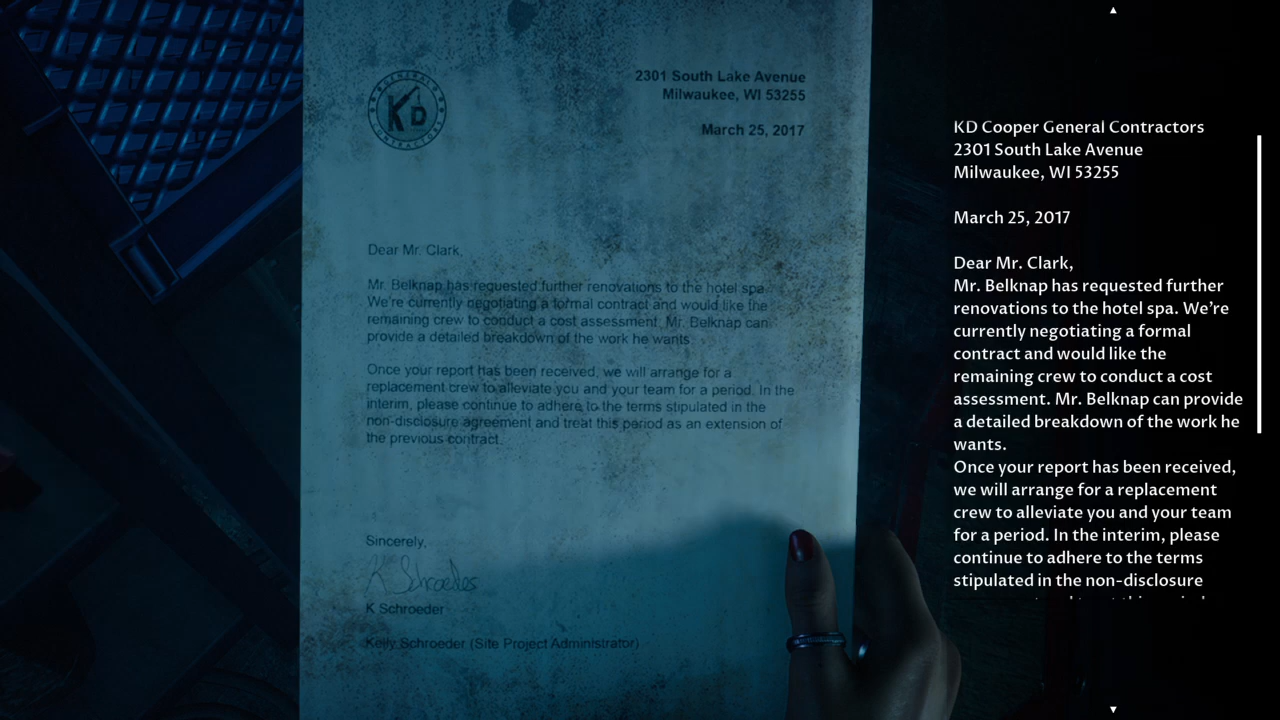 GENERAL
KD
CONTRACTORS
2301 South Lake Avenue
Milwaukee, WI 53255
March 25, 2017
Dear Mr. Clark,
Mr. Belknap has requested further renovations to the hotel spa.
We're currently negotiating a formal contract and would like the
remaining crew to conduct a cost assessment. Mr. Belknap can
provide a detailed breakdown of the work he wants.
Once your report has been received, we will arrange for a
replacement crew to alleviate you and your team for a period. In the
interim, please continue to adhere to the terms stipulated in the
non-disclosure agreement and treat this period as an extension of
the previous contract.
Sincerely,
K Schroeder
K Schroeder
Kelly Schroeder (Site Project Administrator)
KD Cooper General Contractors
2301 South Lake Avenue
Milwaukee, WI 53255
March 25, 2017
Dear Mr. Clark,
Mr. Belknap has requested further
renovations to the hotel spa. We're
currently negotiating a formal
contract and would like the
remaining crew to conduct a cost
assessment. Mr. Belknap can provide
a detailed breakdown of the work he
wants.
Once your report has been received,
we will arrange for a replacement
crew to alleviate you and your team
for a period. In the interim, please
continue to adhere to the terms
stipulated in the non-disclosure